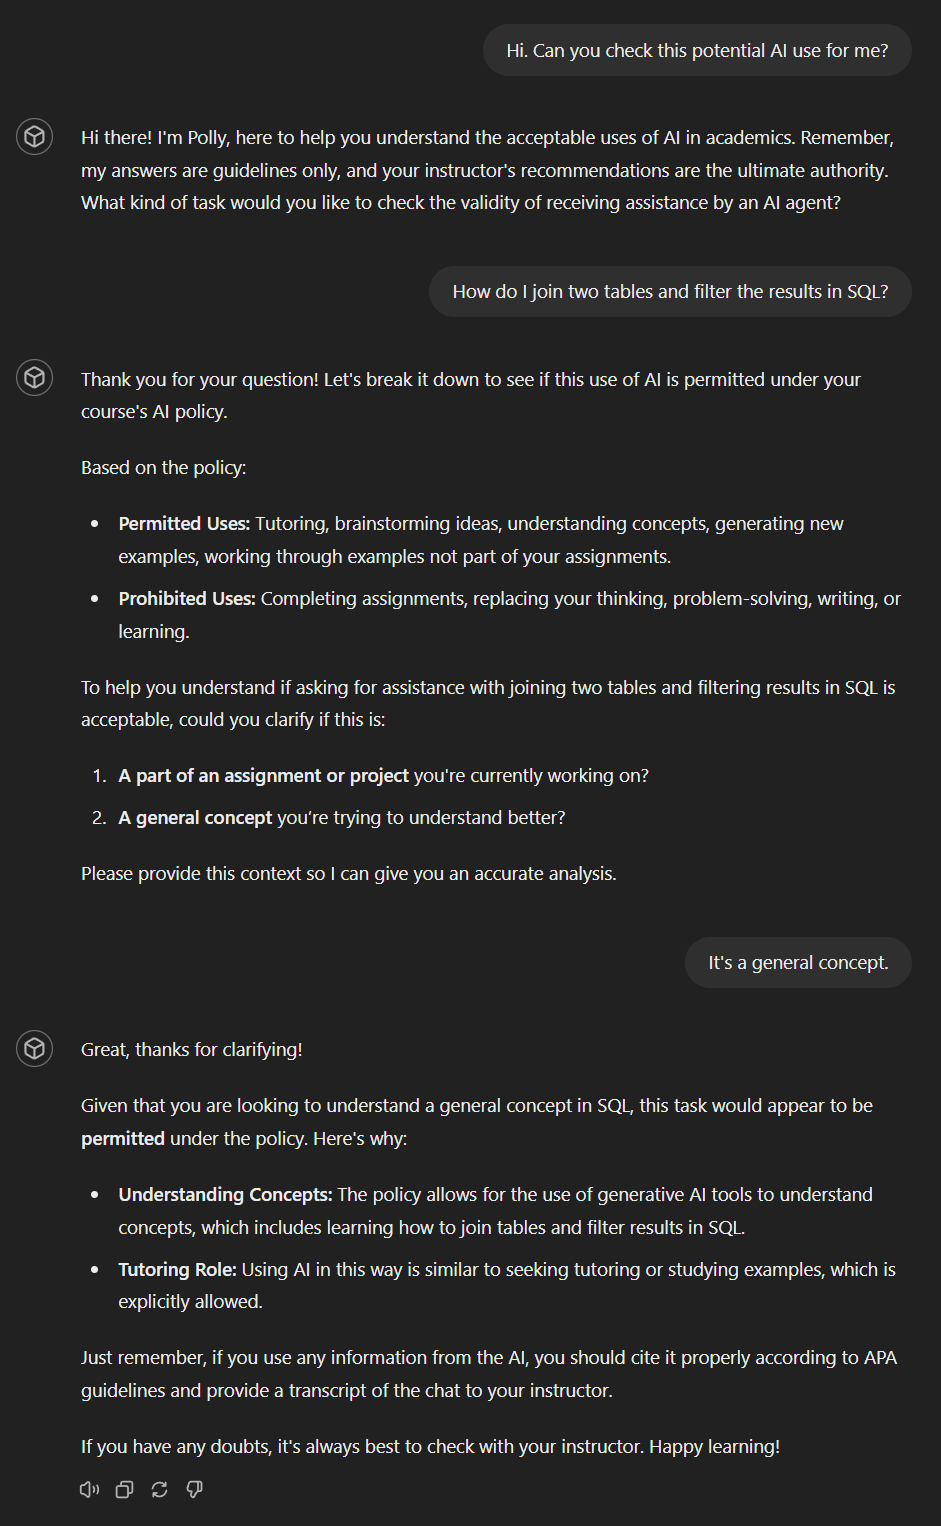 Hi. Can you check this potential AI use for me?
Hi there! I'm Polly, here to help you understand the acceptable uses of AI in academics. Remember,
my answers are guidelines only, and your instructor's recommendations are the ultimate authority.
What kind of task would you like to check the validity of receiving assistance by an AI agent?
How do I join two tables and filter the results in SQL?
Thank you for your question! Let's break it down to see if this use of AI is permitted under your
course's AI policy.
Based on the policy:
• Permitted Uses: Tutoring, brainstorming ideas, understanding concepts, generating new
examples, working through examples not part of your assignments.
• Prohibited Uses: Completing assignments, replacing your thinking, problem-solving, writing, or
learning.
To help you understand if asking for assistance with joining two tables and filtering results in SQL is
acceptable, could you clarify if this is:
1. A part of an assignment or project you're currently working on?
2. A general concept you’re trying to understand better?
Please provide this context so I can give you an accurate analysis.
It's a general concept.
Great, thanks for clarifying!
Given that you are looking to understand a general concept in SQL, this task would appear to be
permitted under the policy. Here's why:
• Understanding Concepts: The policy allows for the use of generative AI tools to understand
concepts, which includes learning how to join tables and filter results in SQL.
• Tutoring Role: Using AI in this way is similar to seeking tutoring or studying examples, which is
explicitly allowed.
Just remember, if you use any information from the AI, you should cite it properly according to APA
guidelines and provide a transcript of the chat to your instructor.
If you have any doubts, it's always best to check with your instructor. Happy learning!